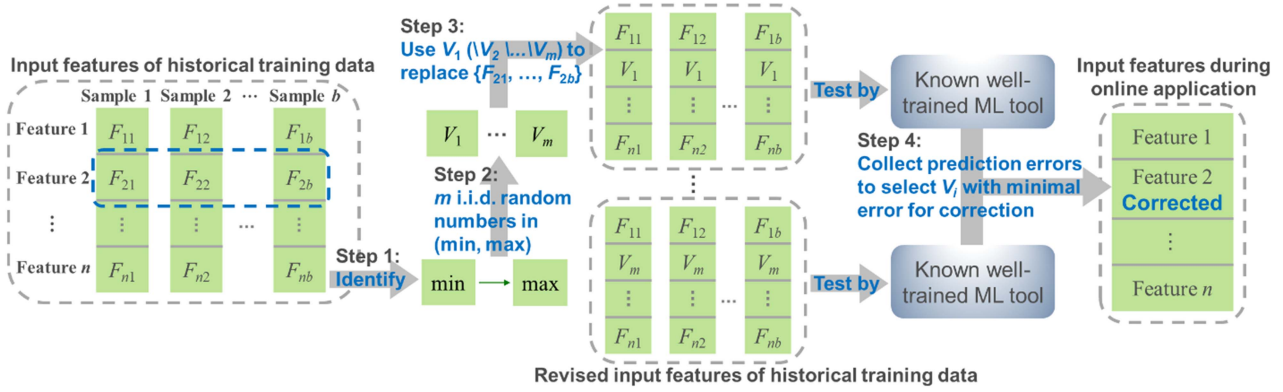 Input features of historical training data
Sample 1 Sample 2 ... Sample b
Feature 1 F11 F12 F1b
Feature 2 F21 F22 F2b
⋮ ⋮ ⋮ ... ⋮
Feature n Fn1 Fn2 Fnb
Step 1:
Identify
min max
Step 2:
m i.i.d. random
numbers in
(min, max)
V1 ... Vm
Step 3:
Use V1 (\V2 \...\Vm) to
replace {F21, ..., F2b}
F11 F12 F1b
V1 V1 V1
⋮ ⋮ ... ⋮
Fn1 Fn2 Fnb
⋮
F11 F12 F1b
Vm Vm Vm
⋮ ⋮ ... ⋮
Fn1 Fn2 Fnb
Revised input features of historical training data
Test by
Known well-
trained ML tool
Test by
Known well-
trained ML tool
Step 4:
Collect prediction errors
to select Vi with minimal
error for correction
Input features during
online application
Feature 1
Feature 2
Corrected
⋮
Feature n